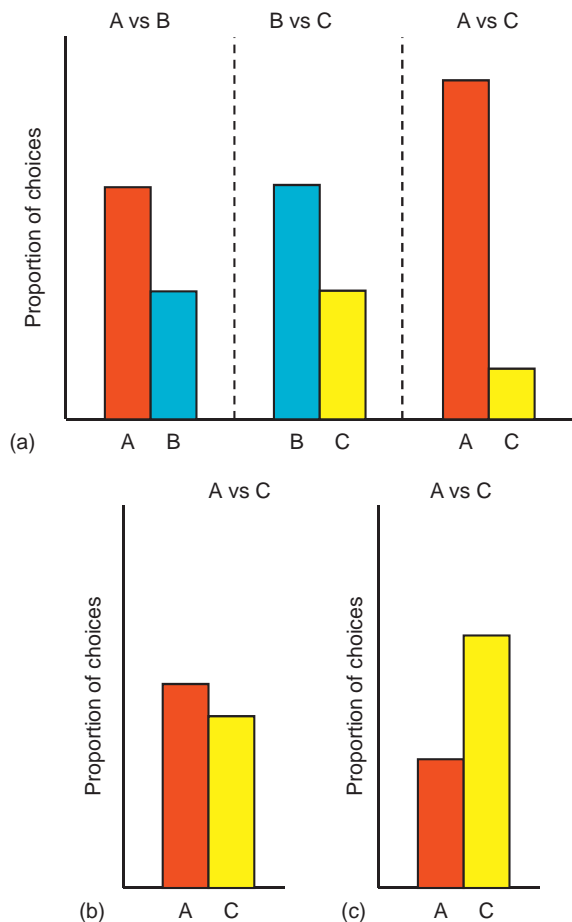 A vs B B vs C A vs C
Proportion of choices
(a) A B B C A C
A vs C A vs C
Proportion of choices Proportion of choices
(b) A C (c) A C